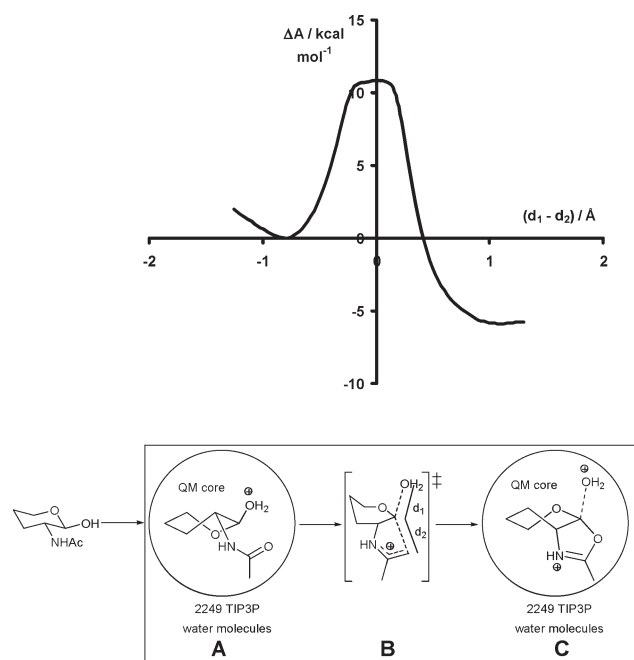 ΔA / kcal
mol⁻¹
15
10
5
(d₁ - d₂) / Å
0
-2
-1
0
1
2
-5
-10
O
OH
NHAc
QM core
⊕
OH₂
O
HN
O
2249 TIP3P
water molecules
A
OH₂
‡
O
d₁
d₂
HN
⊕
B
QM core
⊕
OH₂
O
O
HN
⊕
2249 TIP3P
water molecules
C